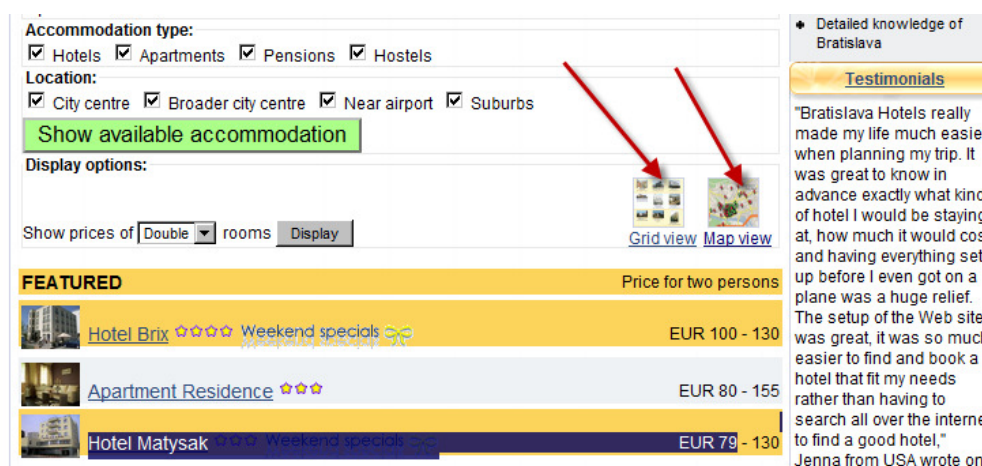 Accommodation type:
Hotels Apartments Pensions Hostels
Location:
City centre Broader city centre Near airport Suburbs
Show available accommodation
Display options:
Show prices of Double rooms Display
Grid view Map view
FEATURED Price for two persons
Hotel Brix Weekend specials EUR 100 - 130
Apartment Residence EUR 80 - 155
Hotel Matysak Weekend specials EUR 79 - 130
Detailed knowledge of
Bratislava
Testimonials
"Bratislava Hotels really
made my life much easie
when planning my trip. It
was great to know in
advance exactly what kind
of hotel I would be staying
at, how much it would cos
and having everything set
up before I even got on a
plane was a huge relief.
The setup of the Web site
was great, it was so much
easier to find and book a
hotel that fit my needs
rather than having to
search all over the interne
to find a good hotel,"
Jenna from USA wrote on